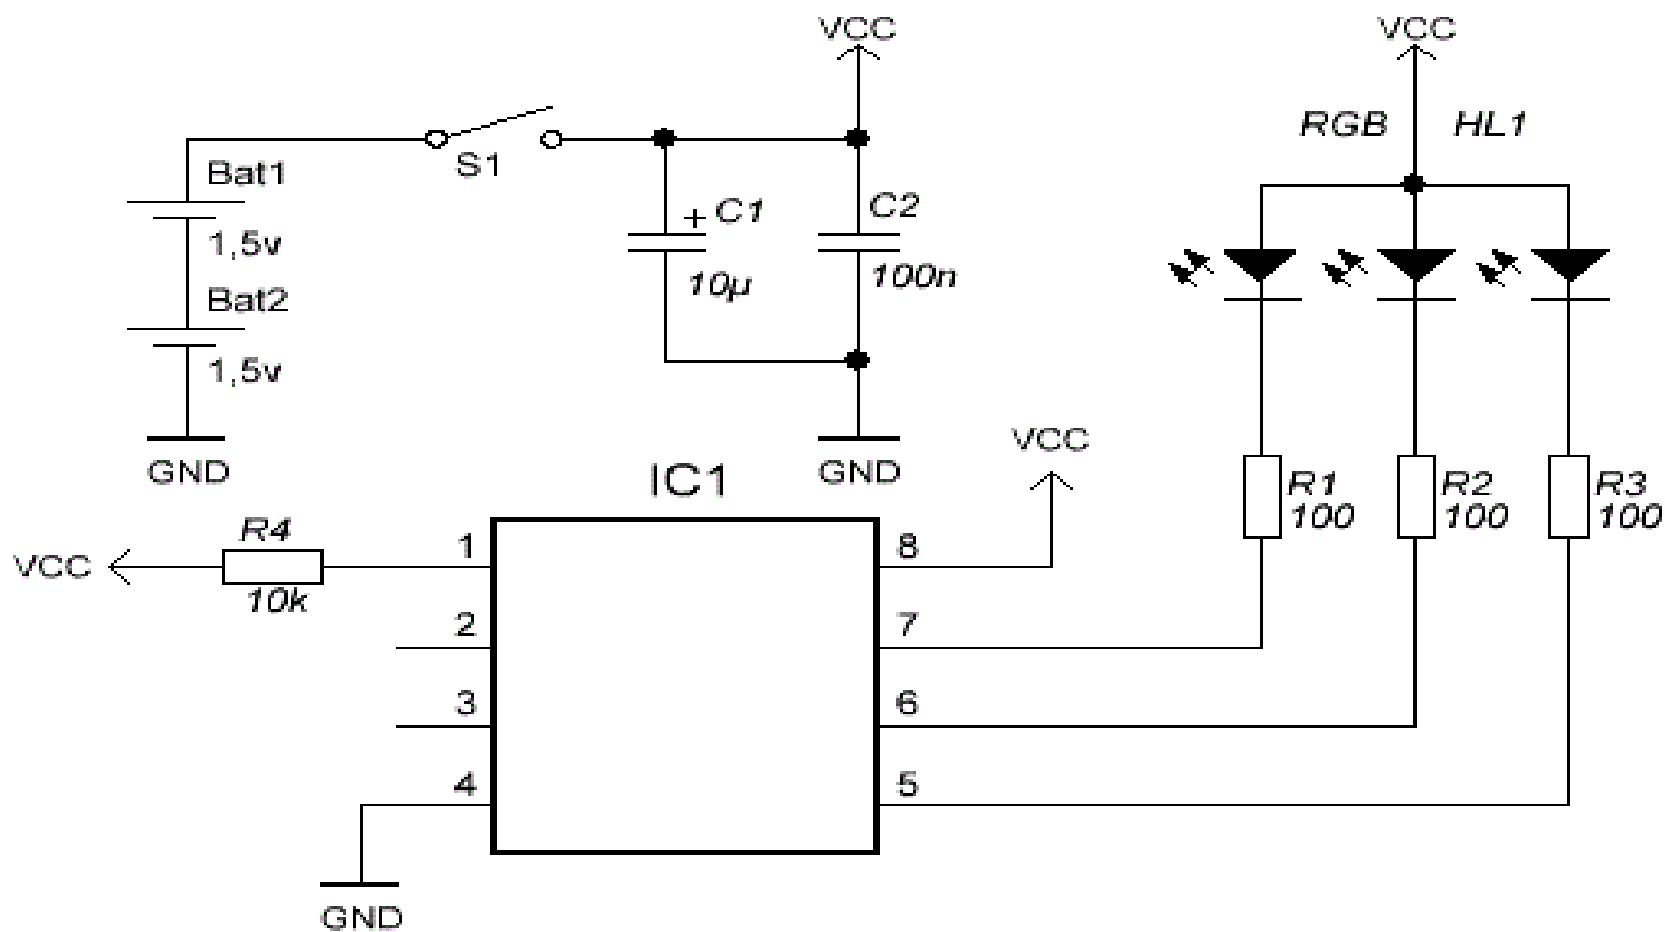 VCC
VCC
RGB HL1
S1
Bat1
1,5v
Bat2
1,5v
GND
+ C1
10µ
C2
100n
GND
VCC
IC1
R1
100
R2
100
R3
100
R4
VCC
10k
1
2
3
4
8
7
6
5
GND